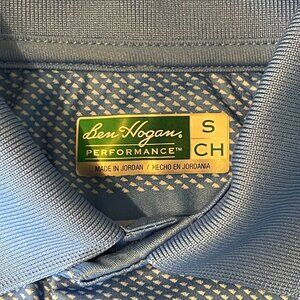 Ben Hogan®
PERFORMANCE™
MADE IN JORDAN / HECHO EN JORDANIA
S
CH